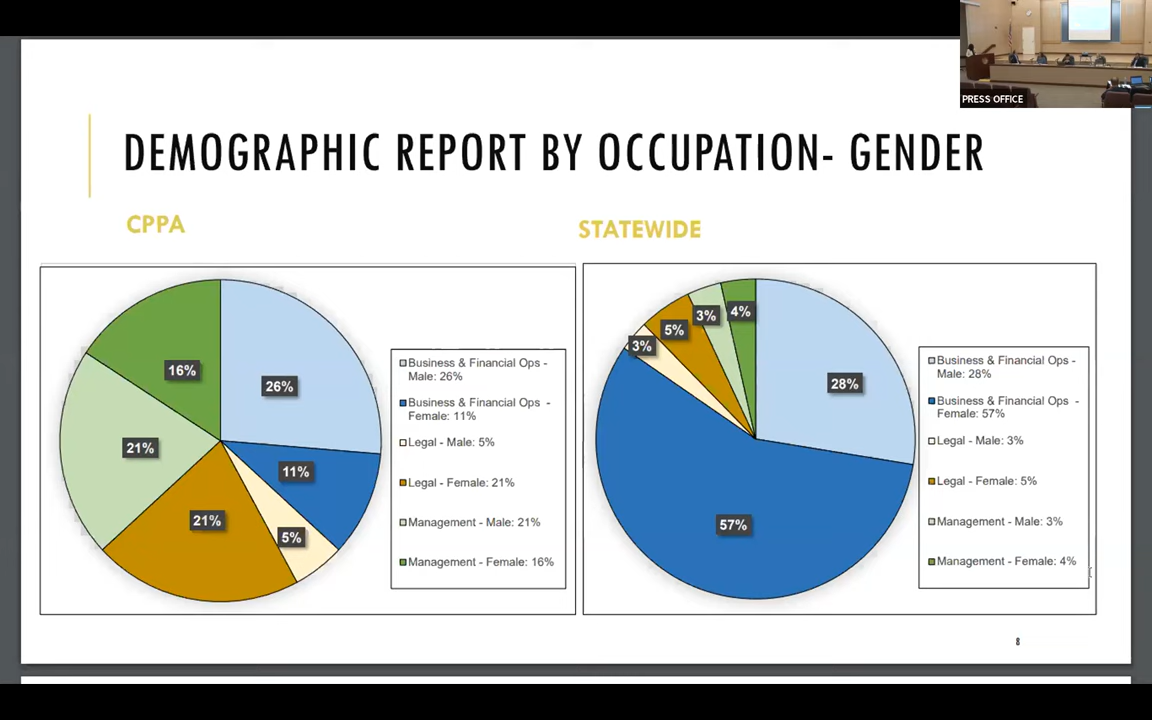 PRESS OFFICE
DEMOGRAPHIC REPORT BY OCCUPATION- GENDER
CPPA
STATEWIDE
16%
26%
21%
11%
21%
5%
Business & Financial Ops -
Male: 26%
Business & Financial Ops -
Female: 11%
Legal - Male: 5%
Legal - Female: 21%
Management - Male: 21%
Management - Female: 16%
3%
5%
3%
4%
28%
57%
Business & Financial Ops -
Male: 28%
Business & Financial Ops -
Female: 57%
Legal - Male: 3%
Legal - Female: 5%
Management - Male: 3%
Management - Female: 4%
8